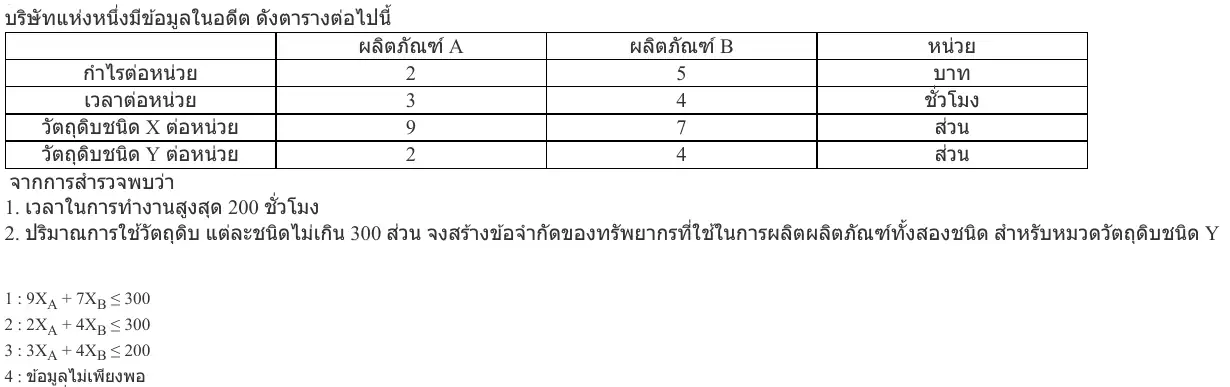 บริษัทแห่งหนึ่งมีข้อมูลในอดีต ดังตารางต่อไปนี้
ผลิตภัณฑ์ A ผลิตภัณฑ์ B หน่วย
กำไรต่อหน่วย 2 5 บาท
เวลาต่อหน่วย 3 4 ชั่วโมง
วัตถุดิบชนิด X ต่อหน่วย 9 7 ส่วน
วัตถุดิบชนิด Y ต่อหน่วย 2 4 ส่วน
จากการสำรวจพบว่า
1. เวลาในการทำงานสูงสุด 200 ชั่วโมง
2. ปริมาณการใช้วัตถุดิบ แต่ละชนิดไม่เกิน 300 ส่วน จงสร้างข้อจำกัดของทรัพยากรที่ใช้ในการผลิตผลิตภัณฑ์ทั้งสองชนิด สำหรับหมวดวัตถุดิบชนิด Y
1 : 9X_A + 7X_B ≤ 300
2 : 2X_A + 4X_B ≤ 300
3 : 3X_A + 4X_B ≤ 200
4 : ข้อมูลไม่เพียงพอ